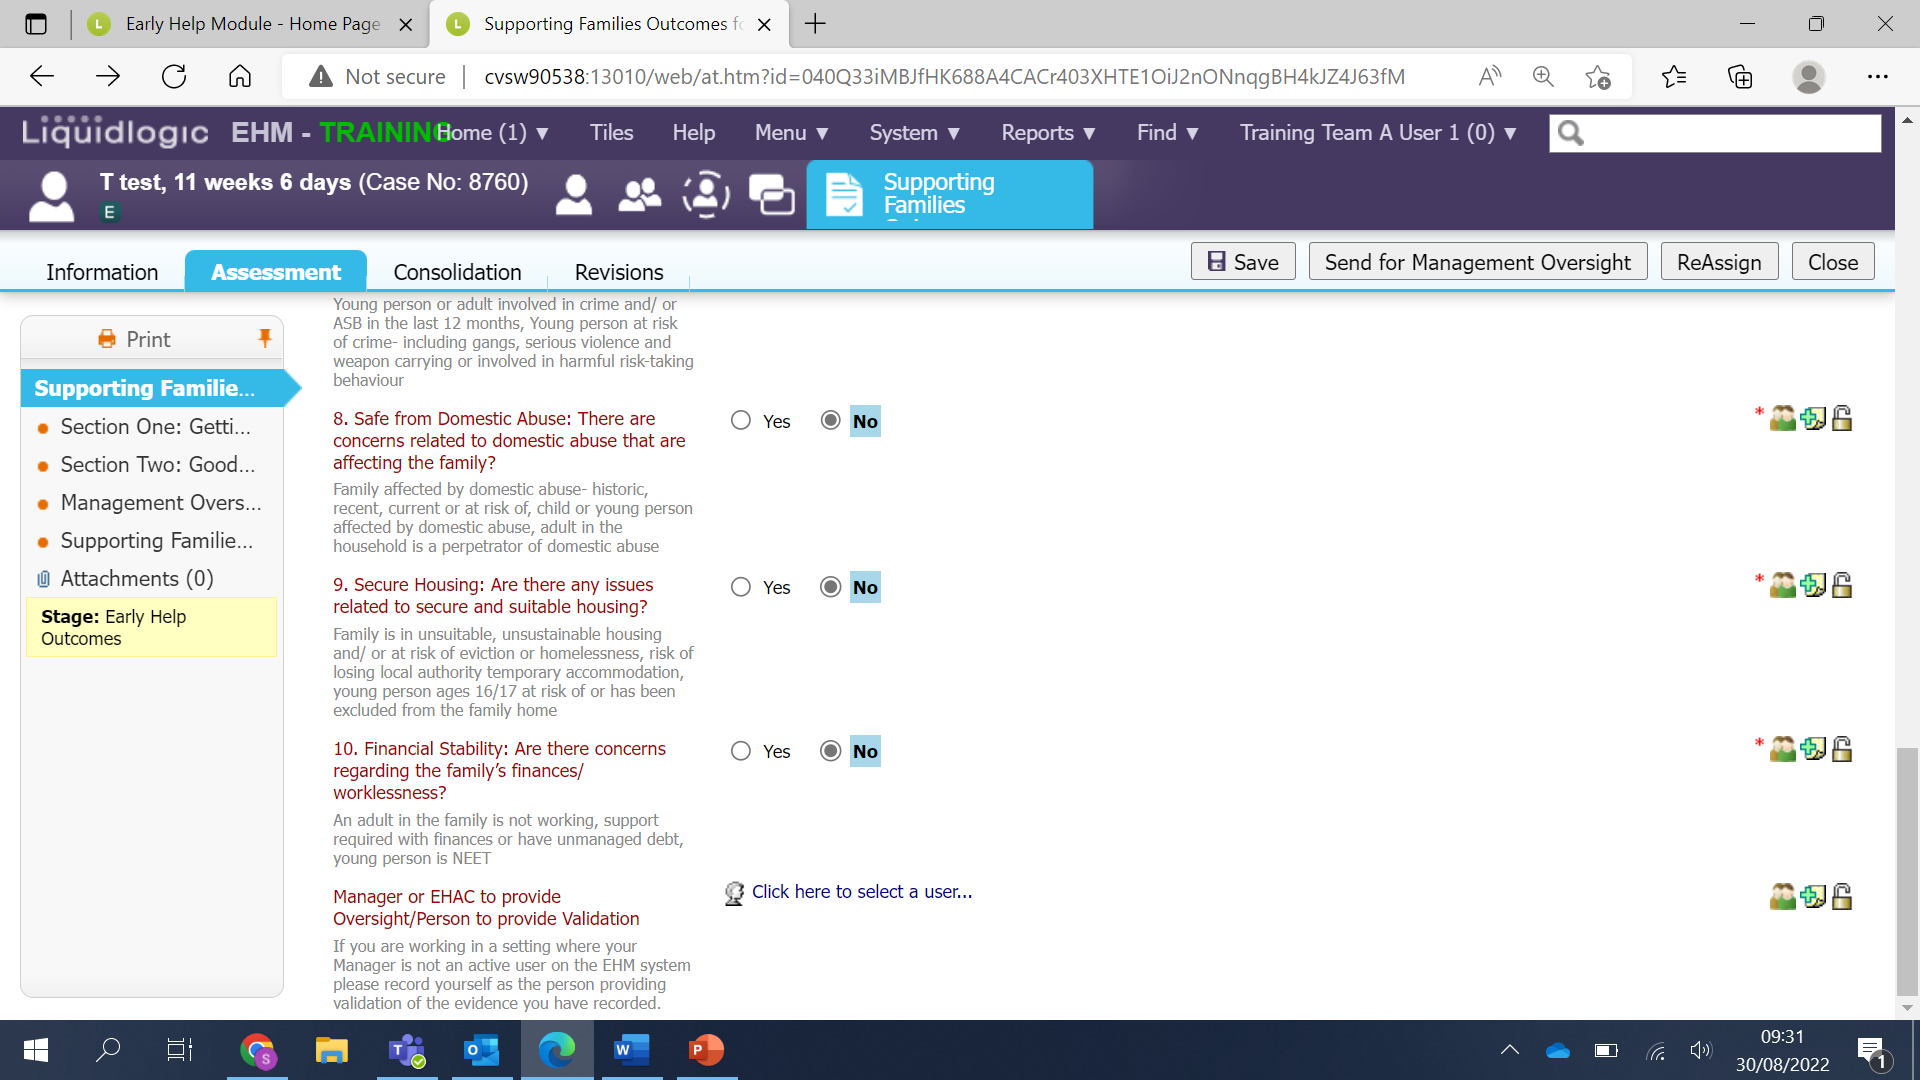 Early Help Module - Home Page
Supporting Families Outcomes fo
Not secure
cvsw90538:13010/web/at.htm?id=040Q33iMBJfHK688A4CACr403XHTE1OiJ2nONnqgBH4kJZ4J63fM
Liquidlogic EHM - TRAINING
Home (1) ▼ Tiles Help Menu ▼ System ▼ Reports ▼ Find ▼ Training Team A User 1 (0) ▼
T test, 11 weeks 6 days (Case No: 8760)
E
Supporting
Families
Information Assessment Consolidation Revisions
Save Send for Management Oversight ReAssign Close
Print
Supporting Familie...
Section One: Getti...
Section Two: Good...
Management Overs...
Supporting Familie...
Attachments (0)
Stage: Early Help
Outcomes
Young person or adult involved in crime and/ or
ASB in the last 12 months, Young person at risk
of crime- including gangs, serious violence and
weapon carrying or involved in harmful risk-taking
behaviour
8. Safe from Domestic Abuse: There are
concerns related to domestic abuse that are
affecting the family?
Yes No
*
Family affected by domestic abuse- historic,
recent, current or at risk of, child or young person
affected by domestic abuse, adult in the
household is a perpetrator of domestic abuse
9. Secure Housing: Are there any issues
related to secure and suitable housing?
Yes No
*
Family is in unsuitable, unsustainable housing
and/ or at risk of eviction or homelessness, risk of
losing local authority temporary accommodation,
young person ages 16/17 at risk of or has been
excluded from the family home
10. Financial Stability: Are there concerns
regarding the family’s finances/
worklessness?
Yes No
*
An adult in the family is not working, support
required with finances or have unmanaged debt,
young person is NEET
Manager or EHAC to provide
Oversight/Person to provide Validation
Click here to select a user...
If you are working in a setting where your
Manager is not an active user on the EHM system
please record yourself as the person providing
validation of the evidence you have recorded.
09:31
30/08/2022
1